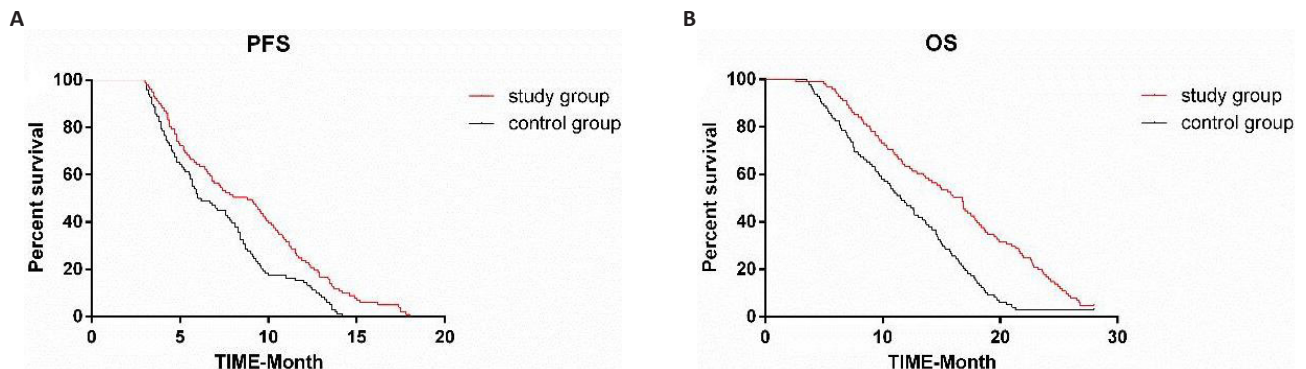 A
PFS
100
80
60
40
20
0
Percent survival
study group
control group
0 5 10 15 20
TIME-Month
B
OS
100
80
60
40
20
0
Percent survival
study group
control group
0 10 20 30
TIME-Month